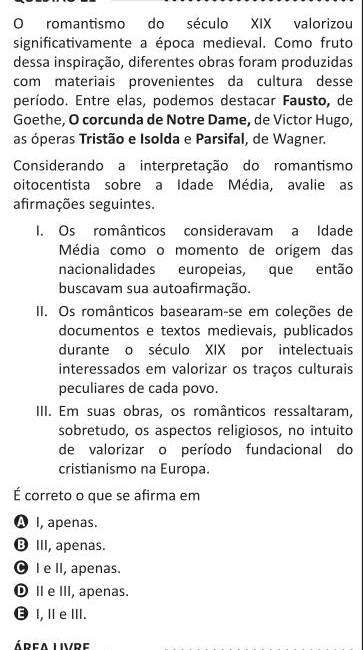 O romantismo do século XIX valorizou
significativamente a época medieval. Como fruto
dessa inspiração, diferentes obras foram produzidas
com materiais provenientes da cultura desse
período. Entre elas, podemos destacar Fausto, de
Goethe, O corcunda de Notre Dame, de Victor Hugo,
as óperas Tristão e Isolda e Parsifal, de Wagner.
Considerando a interpretação do romantismo
oitocentista sobre a Idade Média, avalie as
afirmações seguintes.
I. Os românticos consideravam a Idade
Média como o momento de origem das
nacionalidades europeias, que então
buscavam sua autoafirmação.
II. Os românticos basearam-se em coleções de
documentos e textos medievais, publicados
durante o século XIX por intelectuais
interessados em valorizar os traços culturais
peculiares de cada povo.
III. Em suas obras, os românticos ressaltaram,
sobretudo, os aspectos religiosos, no intuito
de valorizar o período fundacional do
cristianismo na Europa.
É correto o que se afirma em
A I, apenas.
B III, apenas.
C I e II, apenas.
D II e III, apenas.
E I, II e III.
ÁREA LIVRE